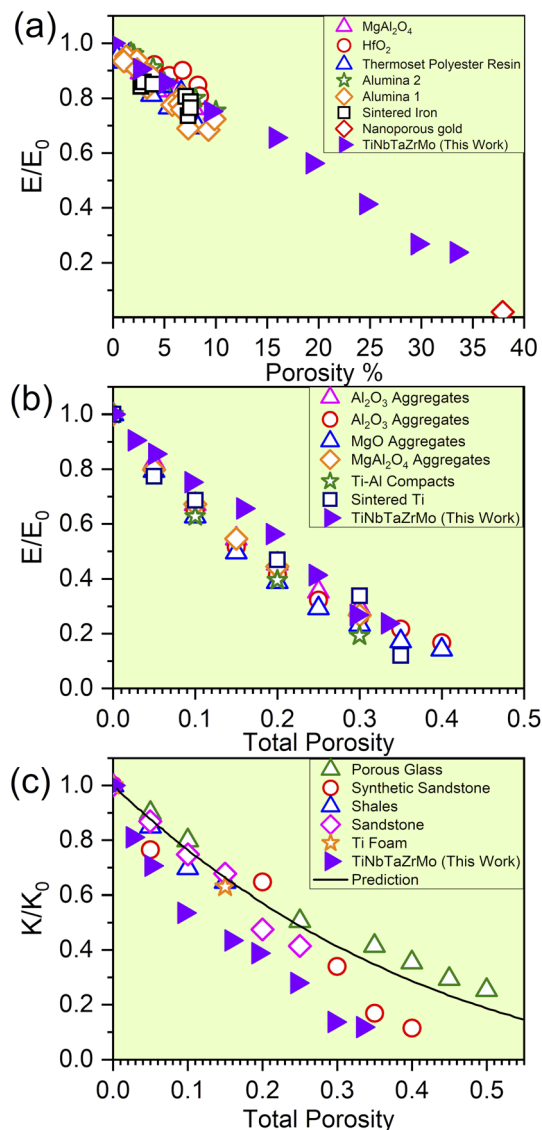 (a)
MgAl₂O₄
HfO₂
Thermoset Polyester Resin
Alumina 2
Alumina 1
Sintered Iron
Nanoporous gold
TiNbTaZrMo (This Work)
E/E₀
1.0
0.8
0.6
0.4
0.2
0 5 10 15 20 25 30 35 40
Porosity %
(b)
Al₂O₃ Aggregates
Al₂O₃ Aggregates
MgO Aggregates
MgAl₂O₄ Aggregates
Ti-Al Compacts
Sintered Ti
TiNbTaZrMo (This Work)
E/E₀
1.0
0.8
0.6
0.4
0.2
0.0
0.0 0.1 0.2 0.3 0.4 0.5
Total Porosity
(c)
Porous Glass
Synthetic Sandstone
Shales
Sandstone
Ti Foam
TiNbTaZrMo (This Work)
Prediction
K/K₀
1.0
0.8
0.6
0.4
0.2
0.0
0.0 0.1 0.2 0.3 0.4 0.5
Total Porosity